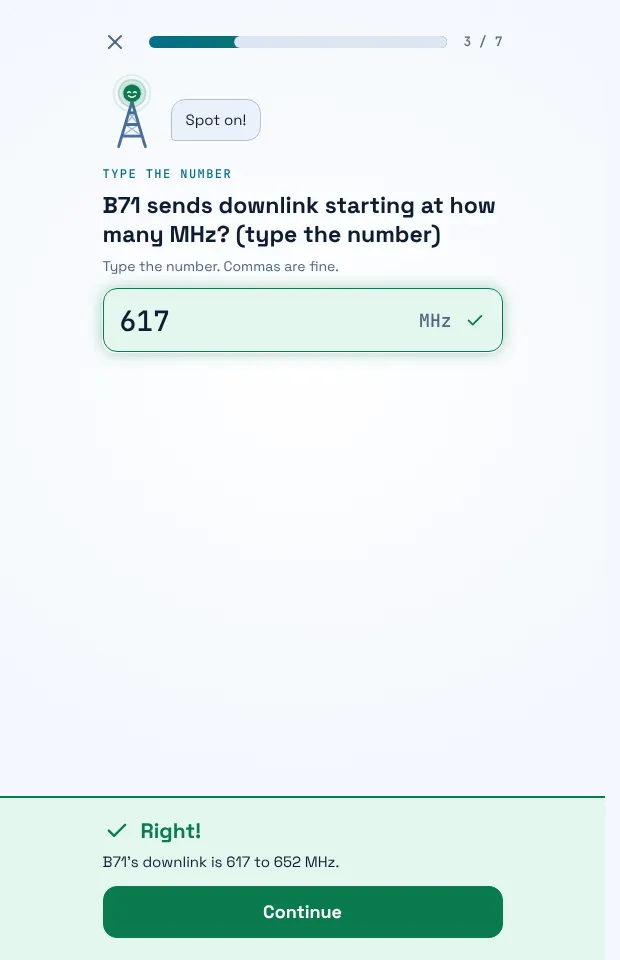 3 / 7
Spot on!
TYPE THE NUMBER
B71 sends downlink starting at how
many MHz? (type the number)
Type the number. Commas are fine.
617 MHz
Right!
B71's downlink is 617 to 652 MHz.
Continue